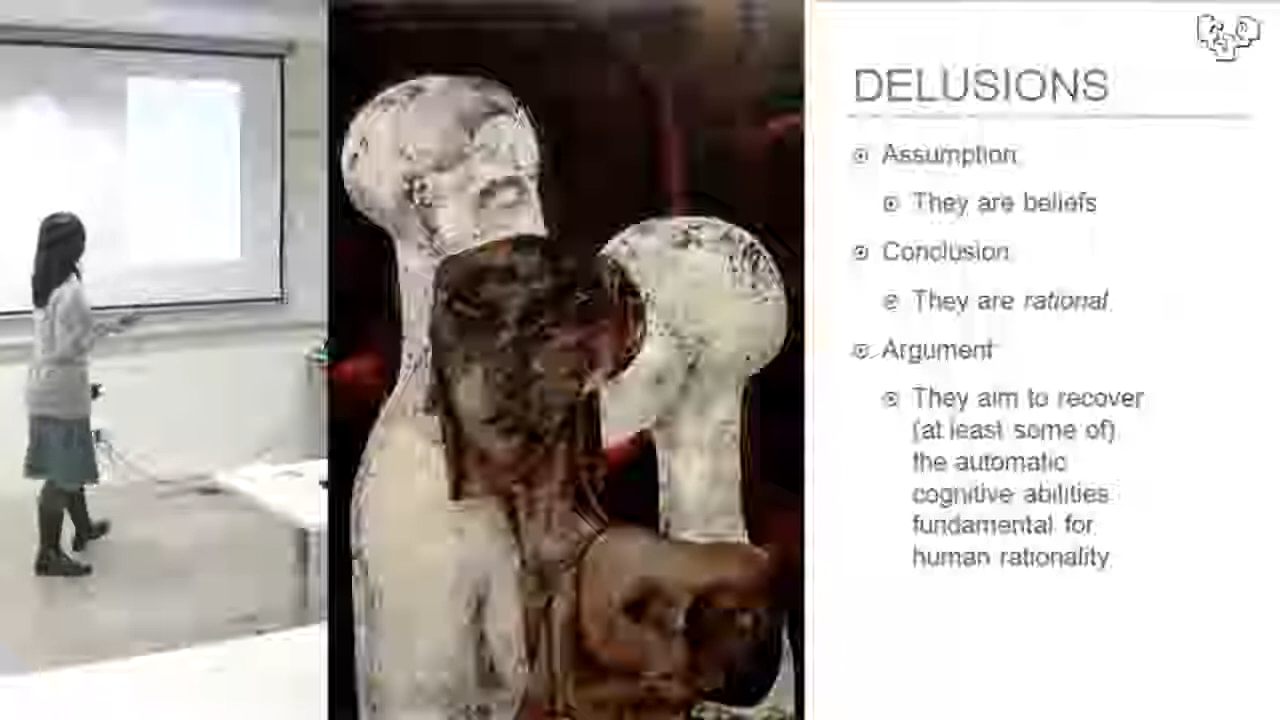 DELUSIONS
Assumption
They are beliefs
Conclusion
They are rational
Argument
They aim to recover
(at least some of)
the automatic
cognitive abilities
fundamental for
human rationality